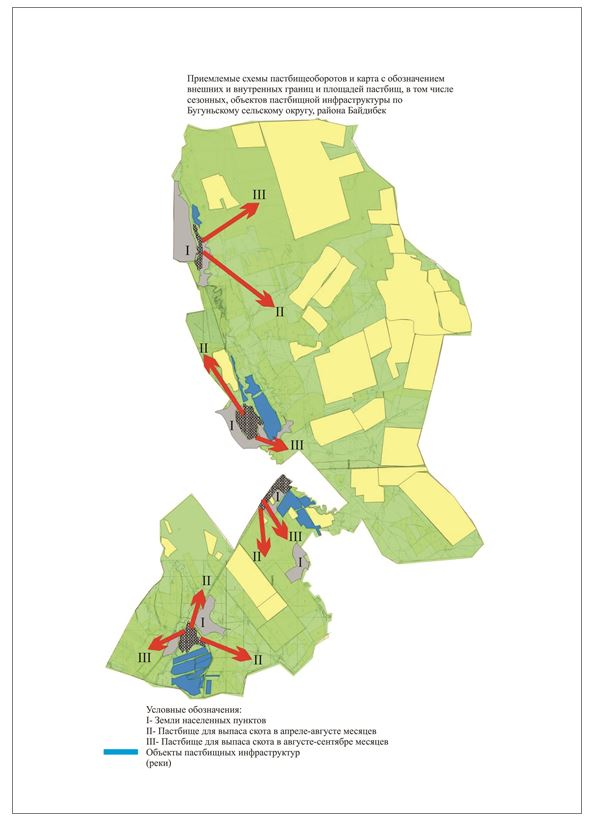 Приемлемые схемы пастбищеоборотов и карта с обозначением
внешних и внутренных границ и площадей пастбищ, в том числе
сезонных, объектов пастбищной инфраструктуры по
Бугуньскому сельскому округу, района Байдибек
III
I
II
II
I
III
I
III
II
I
II
I
III
II
Условные обозначения:
I- Земли населенных пунктов
II- Пастбище для выпаса скота в апреле-августе месяцев
III- Пастбище для выпаса скота в августе-сентябре месяцев
Объекты пастбищных инфраструктур
(реки)